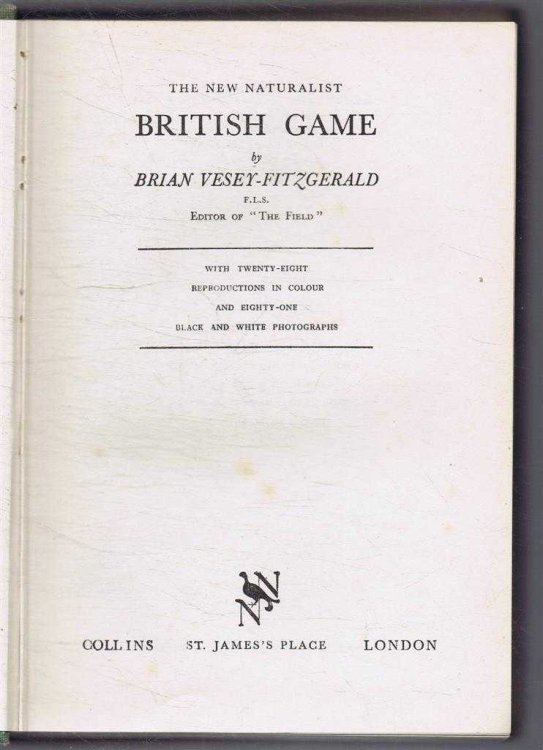 THE NEW NATURALIST
BRITISH GAME
by
BRIAN VESEY-FITZGERALD
F.L.S.
EDITOR OF "THE FIELD"
WITH TWENTY-EIGHT
REPRODUCTIONS IN COLOUR
AND EIGHTY-ONE
BLACK AND WHITE PHOTOGRAPHS
NN
COLLINS ST. JAMES'S PLACE LONDON